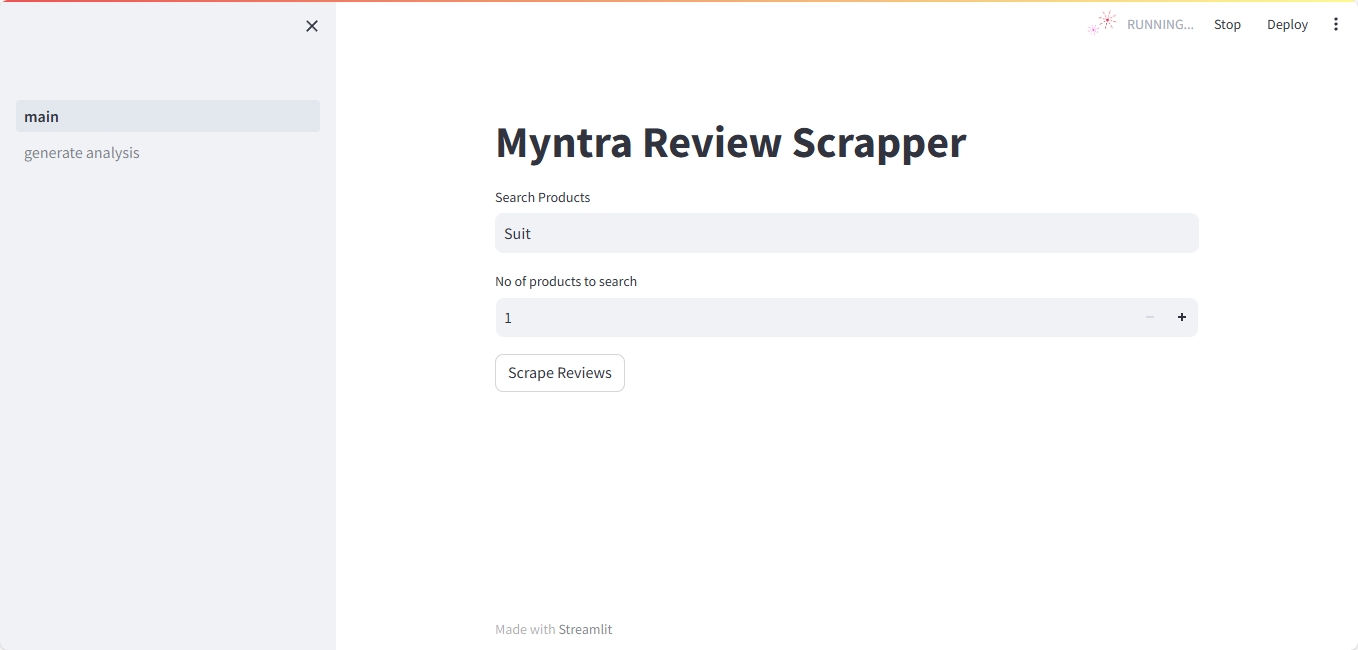 RUNNING...
Stop
Deploy
main
generate analysis
Myntra Review Scrapper
Search Products
Suit
No of products to search
1
Scrape Reviews
Made with Streamlit